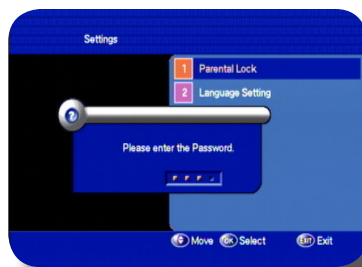 Settings
1 Parental Lock
2 Language Setting
?
Please enter the Password.
Move OK Select EXIT Exit